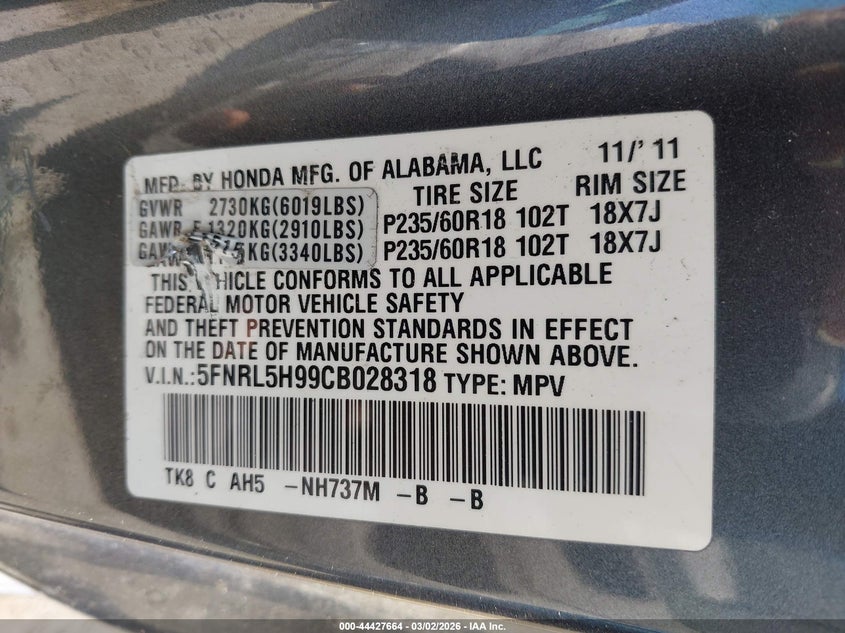 MFD. BY HONDA MFG. OF ALABAMA, LLC 11/'11
TIRE SIZE RIM SIZE
GVWR 2730KG(6019LBS)
GAWR F 1320KG(2910LBS) P235/60R18 102T 18X7J
KG(3340LBS) P235/60R18 102T 18X7J
THIS VEHICLE CONFORMS TO ALL APPLICABLE
FEDERAL MOTOR VEHICLE SAFETY
AND THEFT PREVENTION STANDARDS IN EFFECT
ON THE DATE OF MANUFACTURE SHOWN ABOVE.
V.I.N.:5FNRL5H99CB028318 TYPE: MPV
TK8 C AH5 -NH737M -B -B
000-44427664 - 03/02/2026 - IAA Inc.